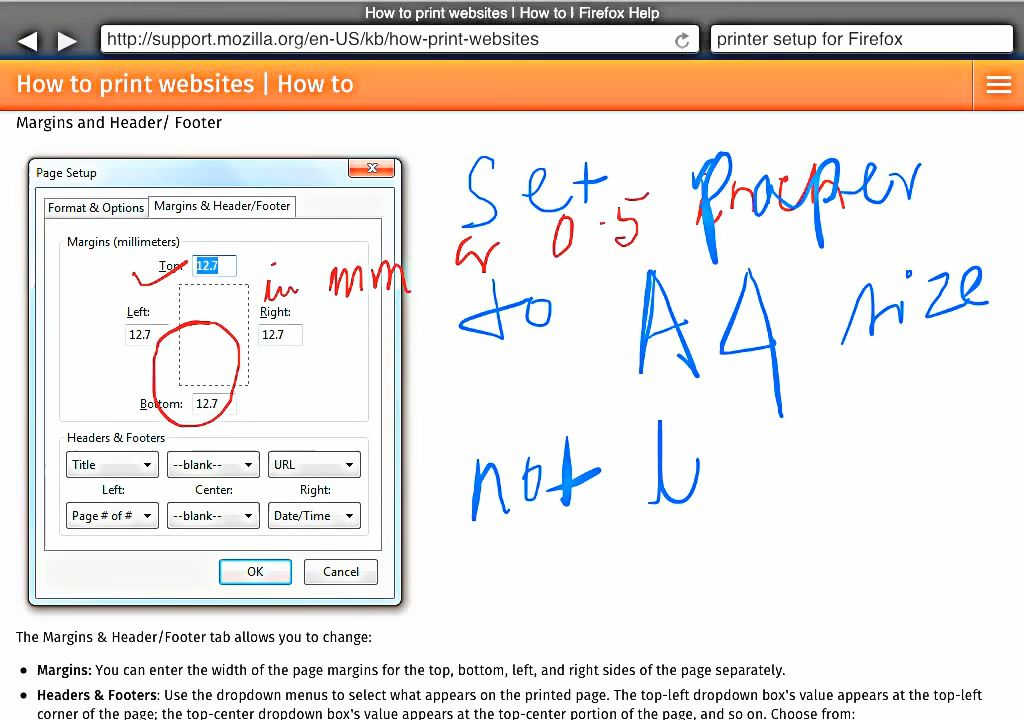 How to print websites | How to | Firefox Help
http://support.mozilla.org/en-US/kb/how-print-websites
printer setup for Firefox
How to print websites | How to
Margins and Header/ Footer
Page Setup
Format & Options
Margins & Header/Footer
Margins (millimeters)
Top: 12.7
Left: Right:
12.7 12.7
Bottom: 12.7
Headers & Footers
Title --blank-- URL
Left: Center: Right:
Page # of # --blank-- Date/Time
OK Cancel
in mm
Set proper
0.5
to A4 size
not
The Margins & Header/Footer tab allows you to change:
• Margins: You can enter the width of the page margins for the top, bottom, left, and right sides of the page separately.
• Headers & Footers: Use the dropdown menus to select what appears on the printed page. The top-left dropdown box's value appears at the top-left
corner of the page; the top-center dropdown box's value appears at the top-center portion of the page, and so on. Choose from: